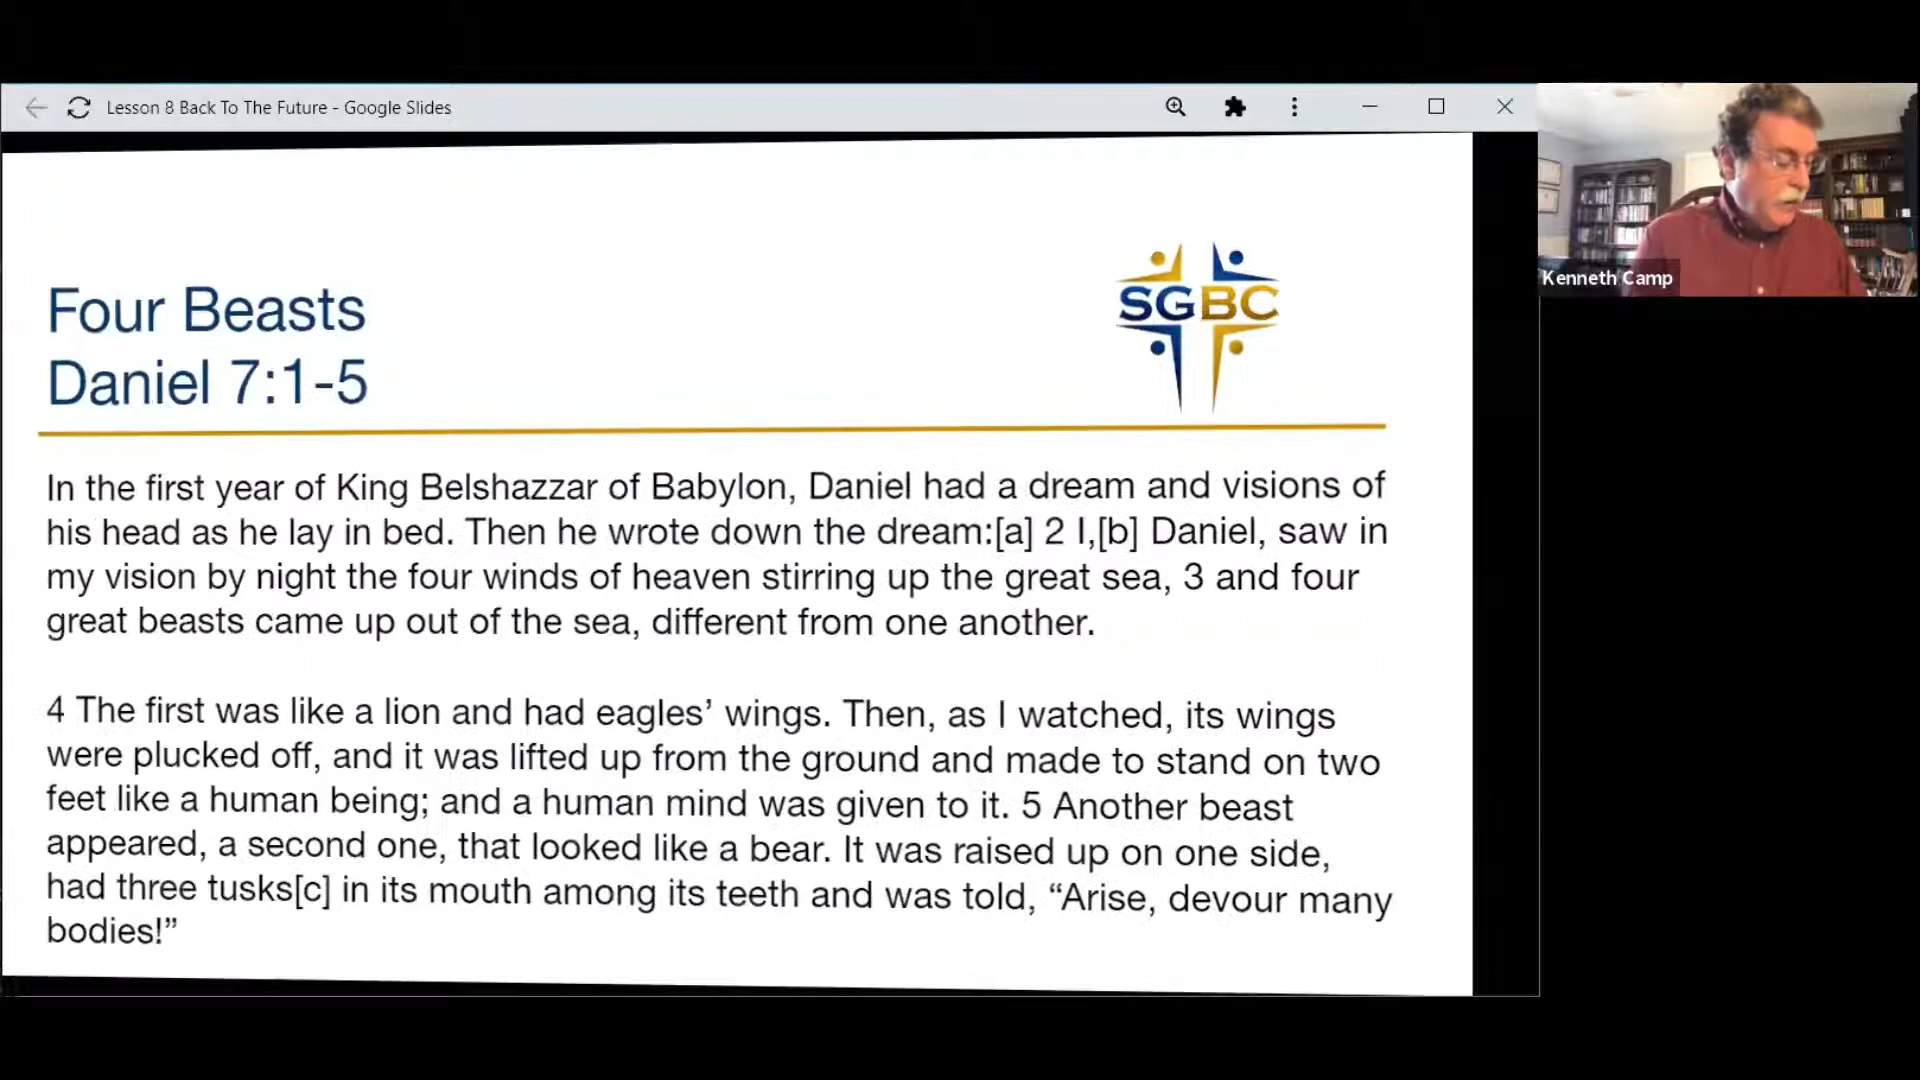 Lesson 8 Back To The Future - Google Slides
Kenneth Camp
SGBC
Four Beasts
Daniel 7:1-5
In the first year of King Belshazzar of Babylon, Daniel had a dream and visions of
his head as he lay in bed. Then he wrote down the dream:[a] 2 I,[b] Daniel, saw in
my vision by night the four winds of heaven stirring up the great sea, 3 and four
great beasts came up out of the sea, different from one another.
4 The first was like a lion and had eagles’ wings. Then, as I watched, its wings
were plucked off, and it was lifted up from the ground and made to stand on two
feet like a human being; and a human mind was given to it. 5 Another beast
appeared, a second one, that looked like a bear. It was raised up on one side,
had three tusks[c] in its mouth among its teeth and was told, “Arise, devour many
bodies!”